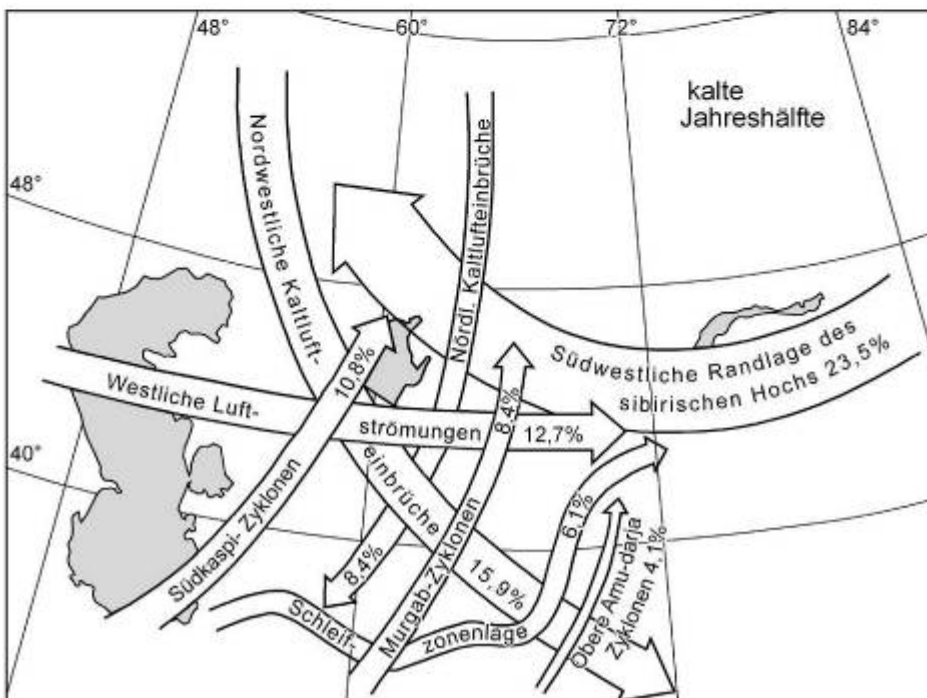 48°
60°
72°
84°
kalte
Jahreshälfte
48°
40°
Nordwestliche Kaltluft-
einbrüche
15,9%
Nördl. Kaltlufteinbrüche
8.4%
Südwestliche Randlage des
sibirischen Hochs 23,5%
Westliche Luft-
strömungen
12,7%
Südkaspi- Zyklonen
10,8%
Murgab-Zyklonen
8.4%
Schleif-
zonenlage
6,1%
Obere Amu-darja
Zyklonen 4,1%